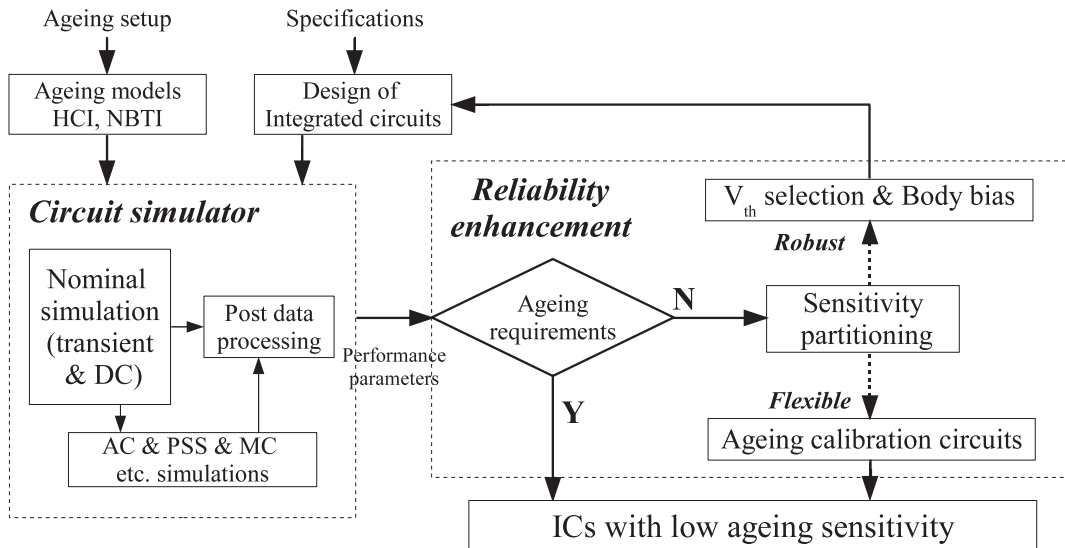 Ageing setup
Specifications
Ageing models
HCI, NBTI
Design of
Integrated circuits
Circuit simulator
Nominal
simulation
(transient
& DC)
Post data
processing
AC & PSS & MC
etc. simulations
Performance
parameters
Reliability
enhancement
Ageing
requirements
N
Y
V_th selection & Body bias
Robust
Sensitivity
partitioning
Flexible
Ageing calibration circuits
ICs with low ageing sensitivity